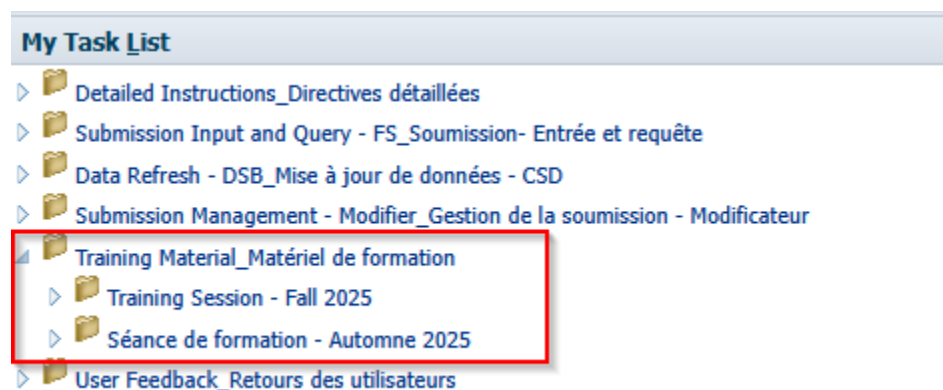 My Task List
Detailed Instructions_Directives détaillées
Submission Input and Query - FS_Soumission- Entrée et requête
Data Refresh - DSB_Mise à jour de données - CSD
Submission Management - Modifier_Gestion de la soumission - Modificateur
Training Material_Matériel de formation
Training Session - Fall 2025
Séance de formation - Automne 2025
User Feedback_Retours des utilisateurs